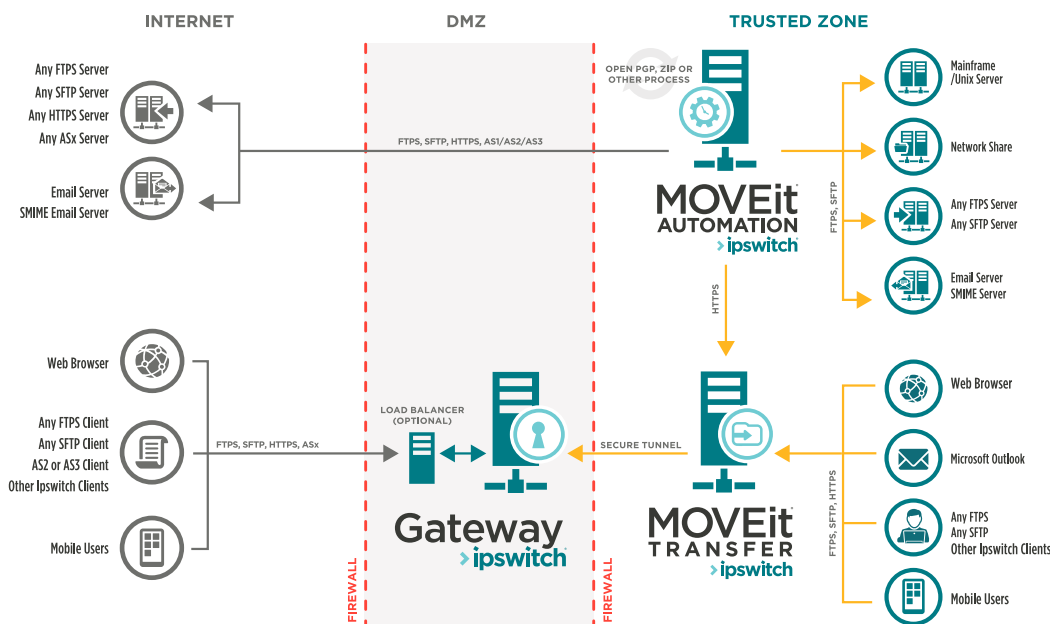 INTERNET
DMZ
TRUSTED ZONE
Any FTPS Server
Any SFTP Server
Any HTTPS Server
Any ASx Server
Email Server
SMIME Email Server
FTPS, SFTP, HTTPS, AS1/AS2/AS3
OPEN PGP, ZIP OR
OTHER PROCESS
MOVEit
AUTOMATION
ipswitch
FTPS, SFTP
Mainframe
/Unix Server
Network Share
Any FTPS Server
Any SFTP Server
Email Server
SMIME Server
HTTPS
Web Browser
Any FTPS Client
Any SFTP Client
AS2 or AS3 Client
Other Ipswitch Clients
Mobile Users
FTPS, SFTP, HTTPS, ASx
LOAD BALANCER
(OPTIONAL)
Gateway
ipswitch
FIREWALL
SECURE TUNNEL
FIREWALL
MOVEit
TRANSFER
ipswitch
FTPS, SFTP, HTTPS
Web Browser
Microsoft Outlook
Any FTPS
Any SFTP
Other Ipswitch Clients
Mobile Users